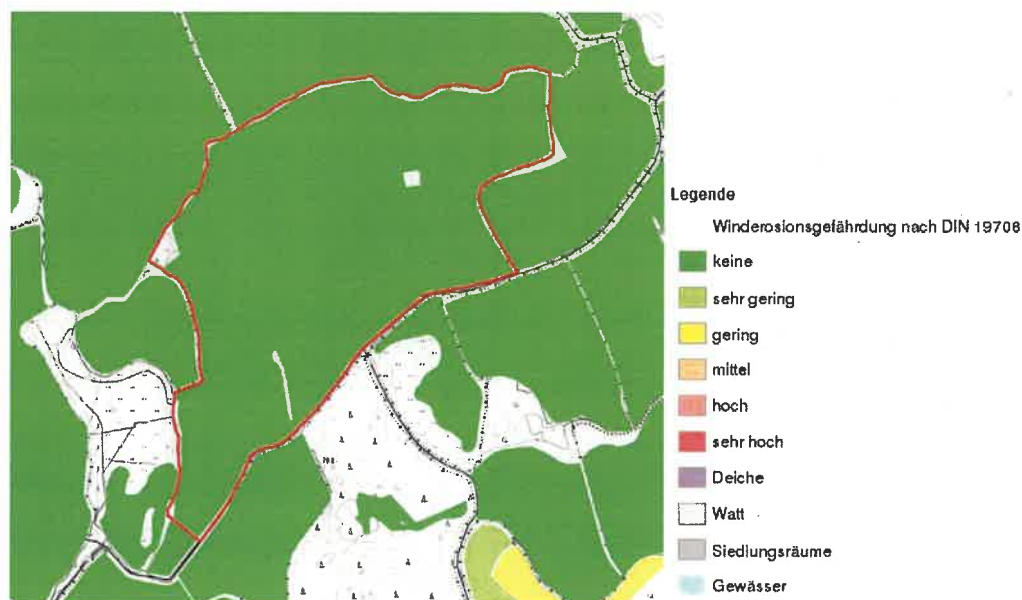 Legende
Winderosionsgefährdung nach DIN 19706
keine
sehr gering
gering
mittel
hoch
sehr hoch
Deiche
Watt
Siedlungsräume
Gewässer